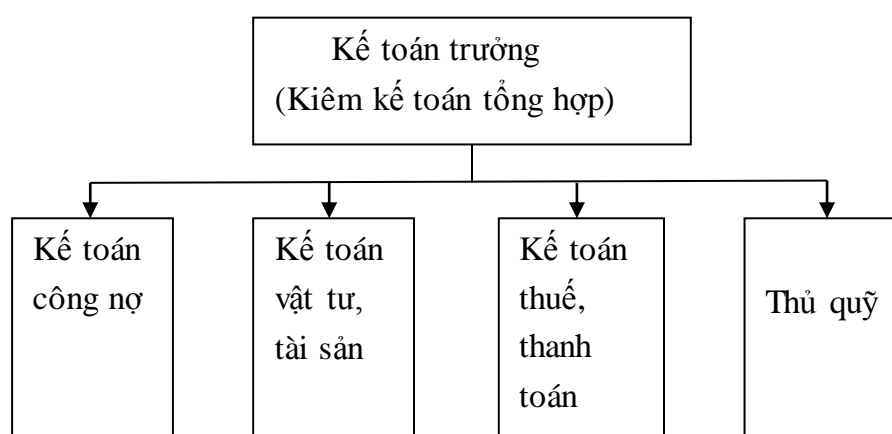 Kế toán trưởng
(Kiêm kế toán tổng hợp)
Kế toán
công nợ
Kế toán
vật tư,
tài sản
Kế toán
thuế,
thanh
toán
Thủ quỹ